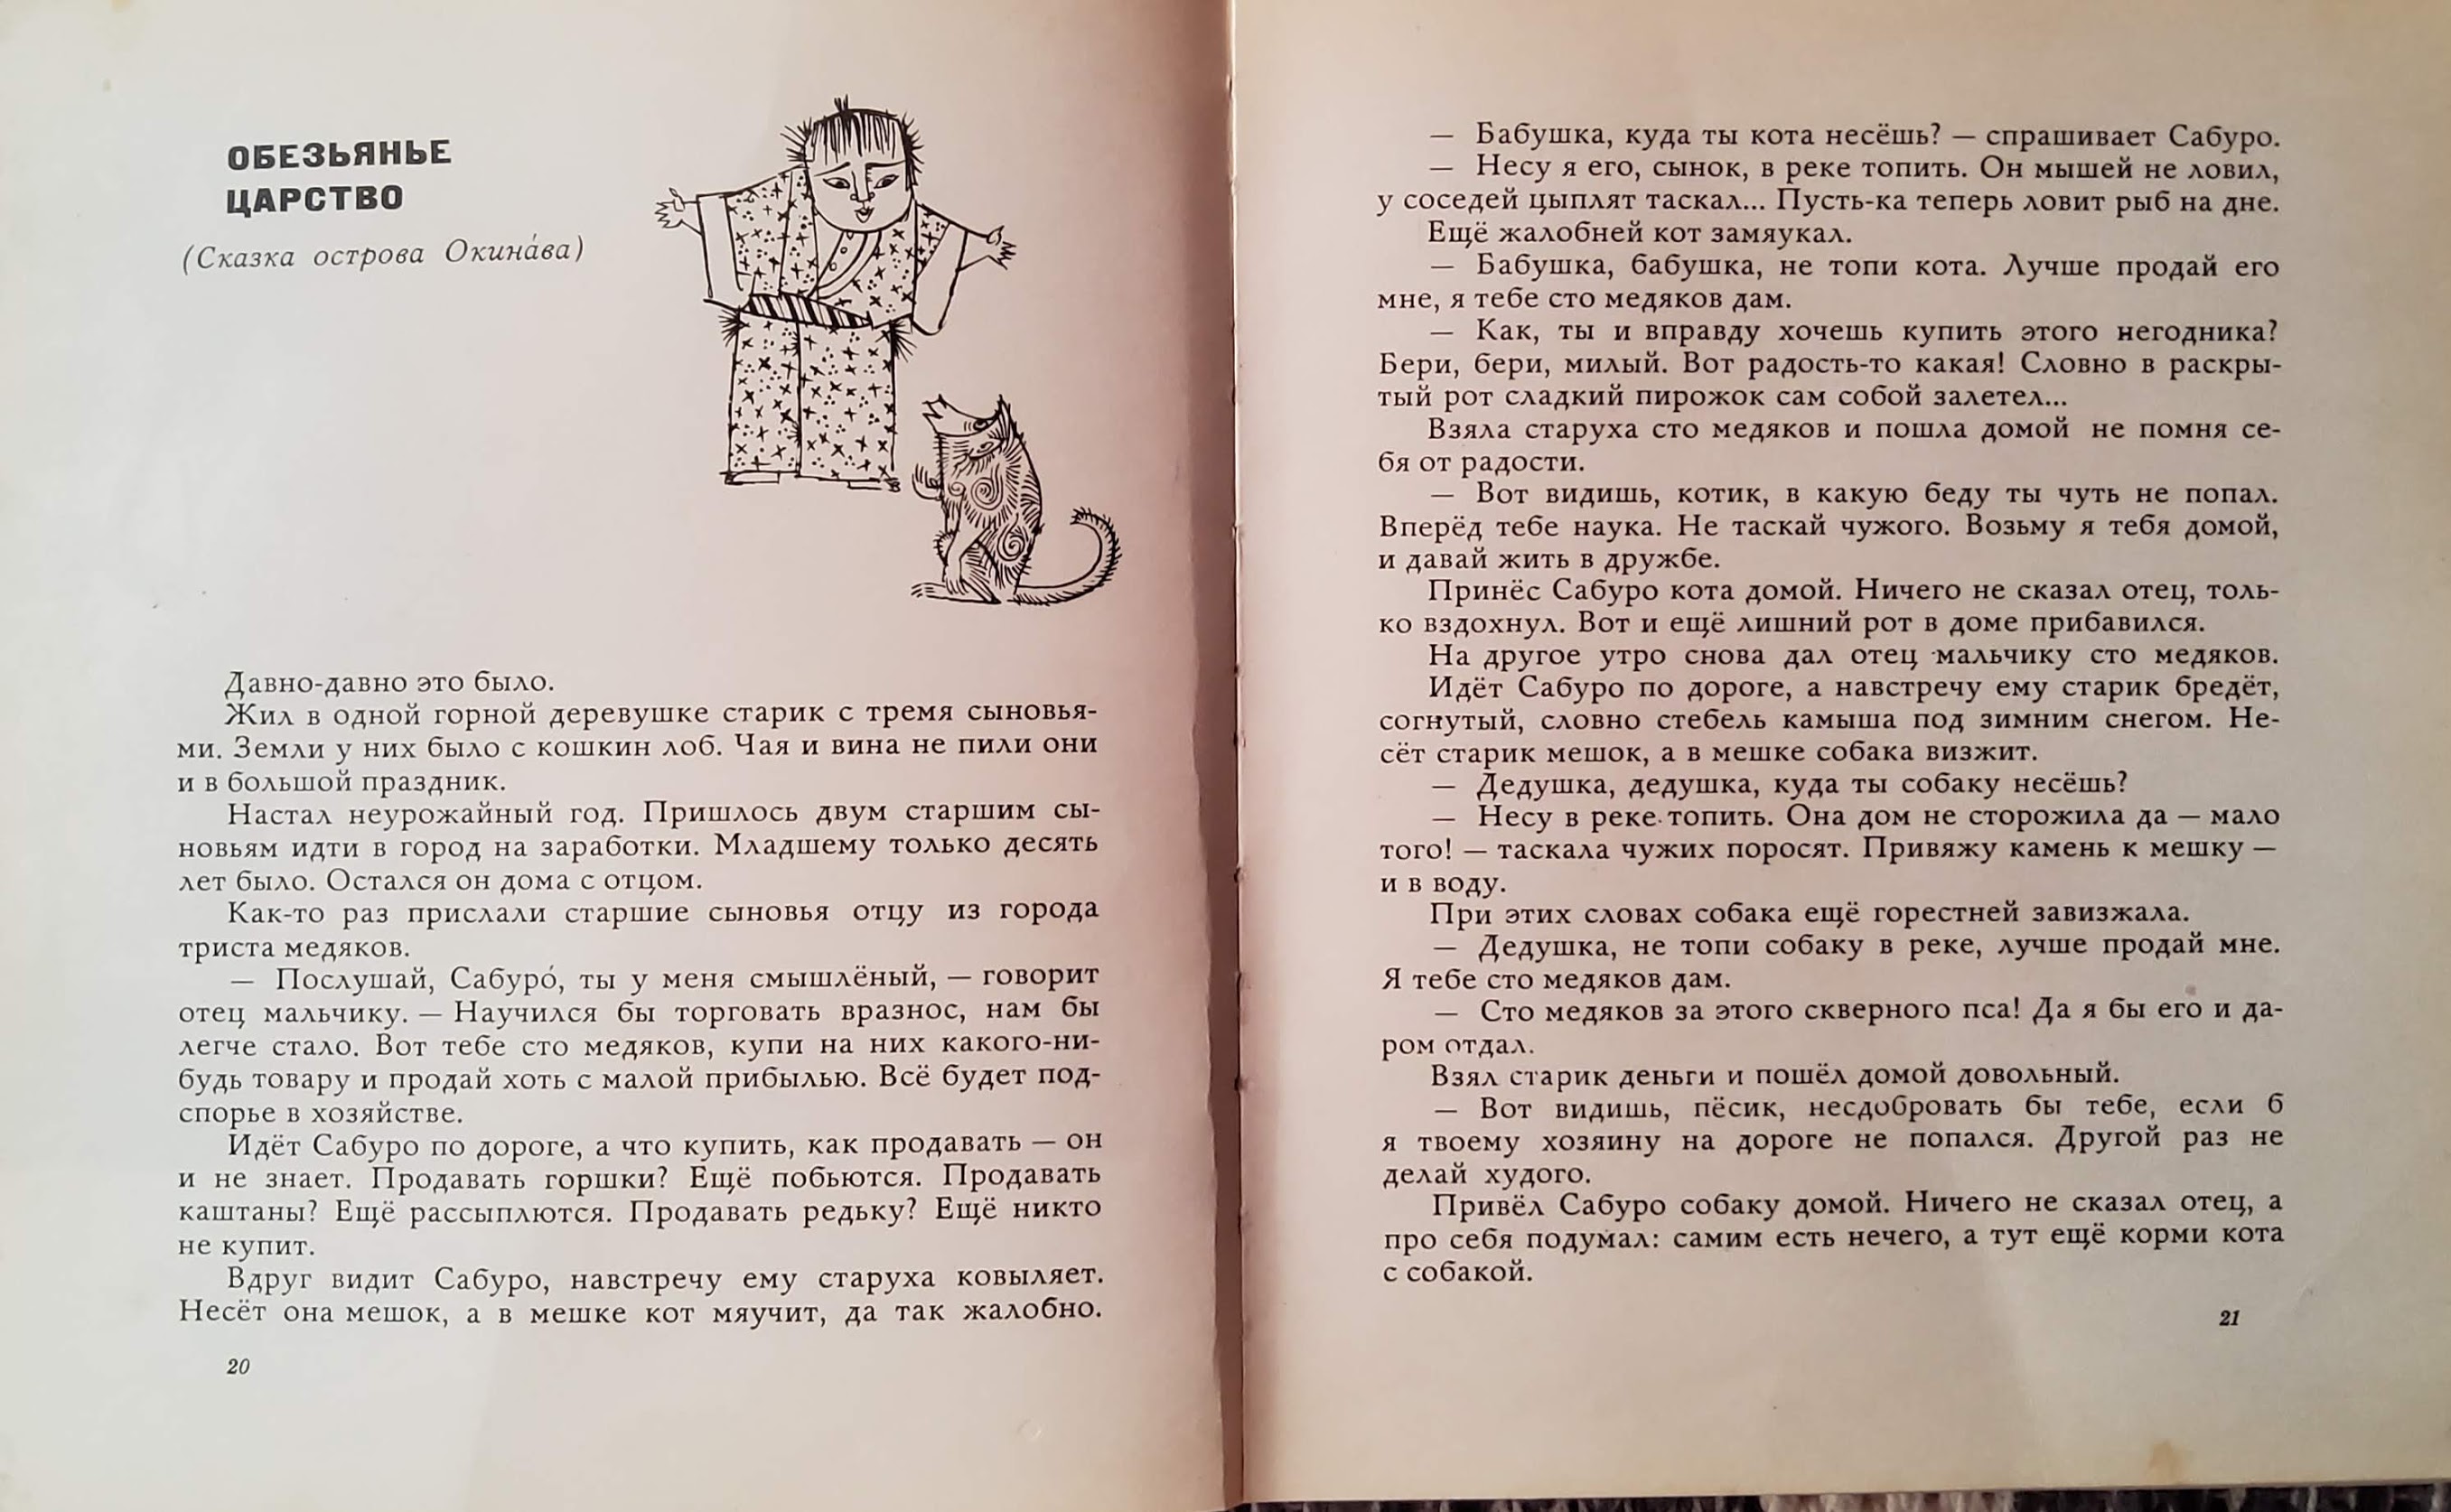 ОБЕЗЬЯНЬЕ
ЦАРСТВО
(Сказка острова Окина́ва)
Давно-давно это было.
Жил в одной горной деревушке старик с тремя сыновья-
ми. Земли у них было с кошкин лоб. Чая и вина не пили они
и в большой праздник.
Настал неурожайный год. Пришлось двум старшим сы-
новьям идти в город на заработки. Младшему только десять
лет было. Остался он дома с отцом.
Как-то раз прислали старшие сыновья отцу из города
триста медяков.
— Послушай, Сабуро́, ты у меня смышлёный, — говорит
отец мальчику. — Научился бы торговать вразнос, нам бы
легче стало. Вот тебе сто медяков, купи на них какого-ни-
будь товару и продай хоть с малой прибылью. Всё будет под-
спорье в хозяйстве.
Идёт Сабуро по дороге, а что купить, как продавать — он
и не знает. Продавать горшки? Ещё побьются. Продавать
каштаны? Ещё рассыплются. Продавать редьку? Ещё никто
не купит.
Вдруг видит Сабуро, навстречу ему старуха ковыляет.
Несёт она мешок, а в мешке кот мяучит, да так жалобно.
20
— Бабушка, куда ты кота несёшь? — спрашивает Сабуро.
— Несу я его, сынок, в реке топить. Он мышей не ловил,
у соседей цыплят таскал... Пусть-ка теперь ловит рыб на дне.
Ещё жалобней кот замяукал.
— Бабушка, бабушка, не топи кота. Лучше продай его
мне, я тебе сто медяков дам.
— Как, ты и вправду хочешь купить этого негодника?
Бери, бери, милый. Вот радость-то какая! Словно в раскры-
тый рот сладкий пирожок сам собой залетел...
Взяла старуха сто медяков и пошла домой не помня се-
бя от радости.
— Вот видишь, котик, в какую беду ты чуть не попал.
Вперёд тебе наука. Не таскай чужого. Возьму я тебя домой,
и давай жить в дружбе.
Принёс Сабуро кота домой. Ничего не сказал отец, толь-
ко вздохнул. Вот и ещё лишний рот в доме прибавился.
На другое утро снова дал отец мальчику сто медяков.
Идёт Сабуро по дороге, а навстречу ему старик бредёт,
согнутый, словно стебель камыша под зимним снегом. Не-
сёт старик мешок, а в мешке собака визжит.
— Дедушка, дедушка, куда ты собаку несёшь?
— Несу в реке топить. Она дом не сторожила да — мало
того! — таскала чужих поросят. Привяжу камень к мешку —
и в воду.
При этих словах собака ещё горестней завизжала.
— Дедушка, не топи собаку в реке, лучше продай мне.
Я тебе сто медяков дам.
— Сто медяков за этого скверного пса! Да я бы его и да-
ром отдал.
Взял старик деньги и пошёл домой довольный.
— Вот видишь, пёсик, несдобровать бы тебе, если б
я твоему хозяину на дороге не попался. Другой раз не
делай худого.
Привёл Сабуро собаку домой. Ничего не сказал отец, а
про себя подумал: самим есть нечего, а тут ещё корми кота
с собакой.
21